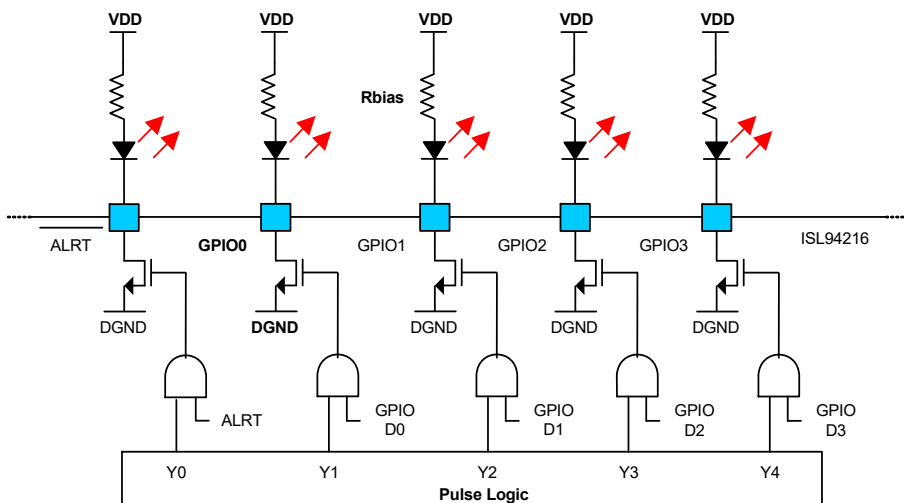 VDD VDD VDD VDD VDD
Rbias
ALRT GPIO0 GPIO1 GPIO2 GPIO3 ISL94216
DGND DGND DGND DGND DGND
ALRT GPIO D0 GPIO D1 GPIO D2 GPIO D3
Y0 Y1 Y2 Y3 Y4
Pulse Logic